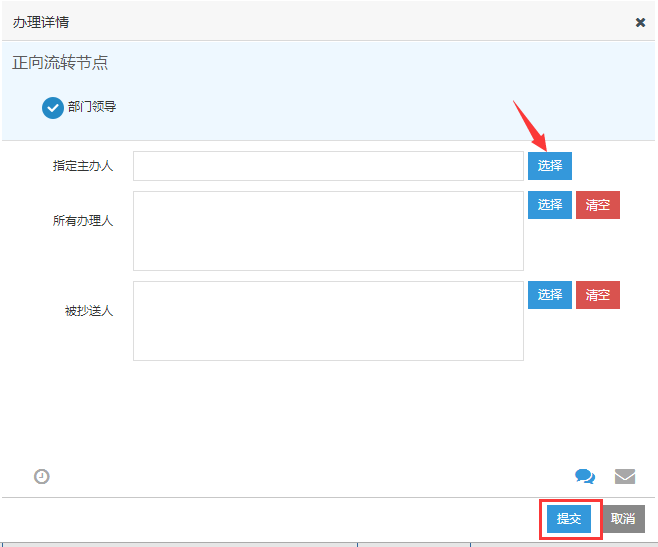 办理详情
正向流转节点
部门领导
指定主办人 选择
所有办理人 选择 清空
被抄送人 选择 清空
提交 取消